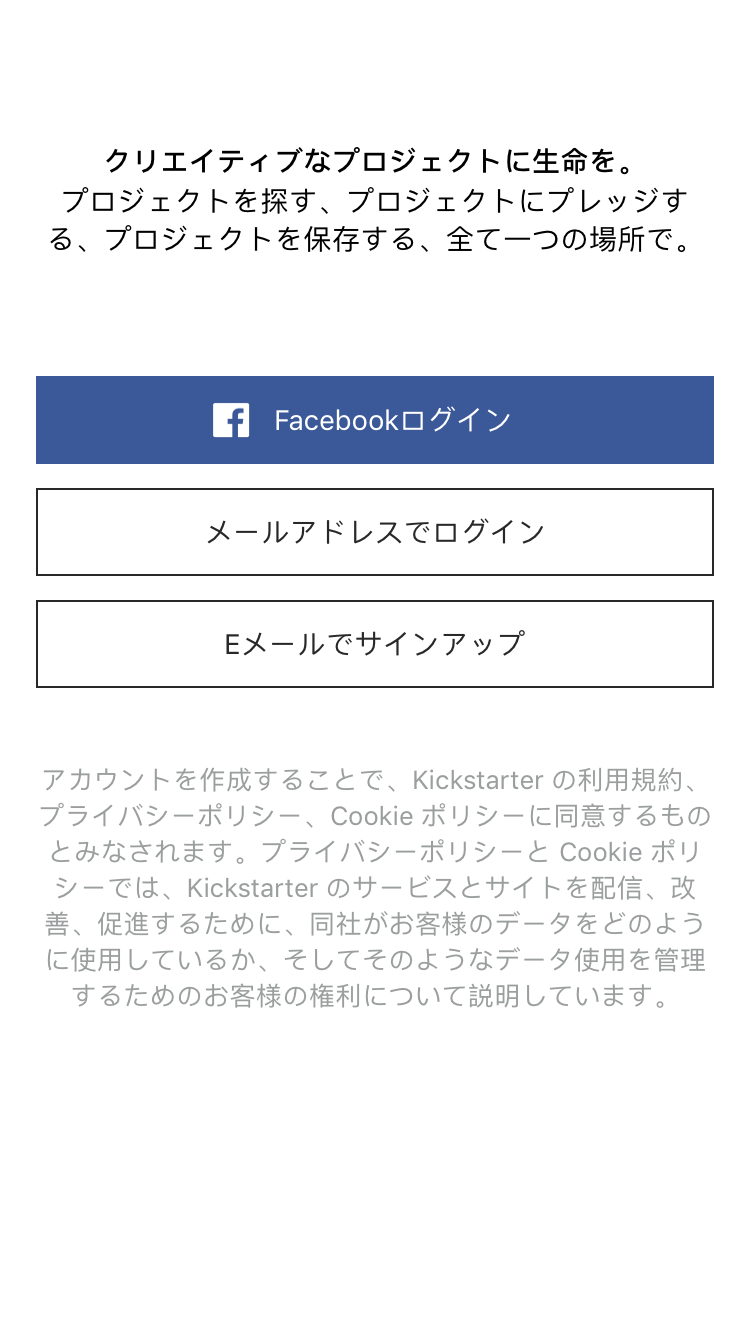 クリエイティブなプロジェクトに生命を。
プロジェクトを探す、プロジェクトにプレッジす
る、プロジェクトを保存する、全て一つの場所で。
Facebookログイン
メールアドレスでログイン
Eメールでサインアップ
アカウントを作成することで、Kickstarter の利用規約、
プライバシーポリシー、Cookie ポリシーに同意するもの
とみなされます。プライバシーポリシーと Cookie ポリ
シーでは、Kickstarter のサービスとサイトを配信、改
善、促進するために、同社がお客様のデータをどのよう
に使用しているか、そしてそのようなデータ使用を管理
するためのお客様の権利について説明しています。